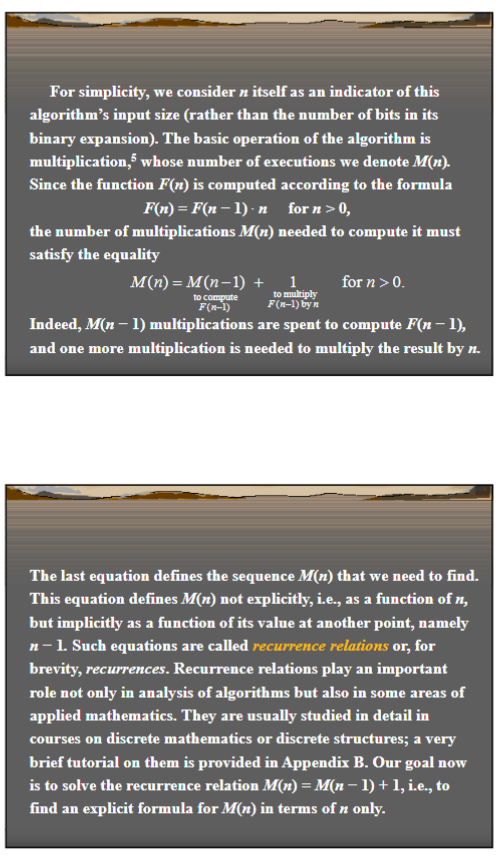 For simplicity, we consider n itself as an indicator of this
algorithm's input size (rather than the number of bits in its
binary expansion). The basic operation of the algorithm is
multiplication,⁵ whose number of executions we denote M(n).
Since the function F(n) is computed according to the formula
F(n) = F(n − 1) · n for n > 0,
the number of multiplications M(n) needed to compute it must
satisfy the equality
M(n) = M(n−1) + 1 for n > 0.
to compute to multiply
F(n−1) F(n−1) by n
Indeed, M(n − 1) multiplications are spent to compute F(n − 1),
and one more multiplication is needed to multiply the result by n.
The last equation defines the sequence M(n) that we need to find.
This equation defines M(n) not explicitly, i.e., as a function of n,
but implicitly as a function of its value at another point, namely
n − 1. Such equations are called recurrence relations or, for
brevity, recurrences. Recurrence relations play an important
role not only in analysis of algorithms but also in some areas of
applied mathematics. They are usually studied in detail in
courses on discrete mathematics or discrete structures; a very
brief tutorial on them is provided in Appendix B. Our goal now
is to solve the recurrence relation M(n) = M(n − 1) + 1, i.e., to
find an explicit formula for M(n) in terms of n only.